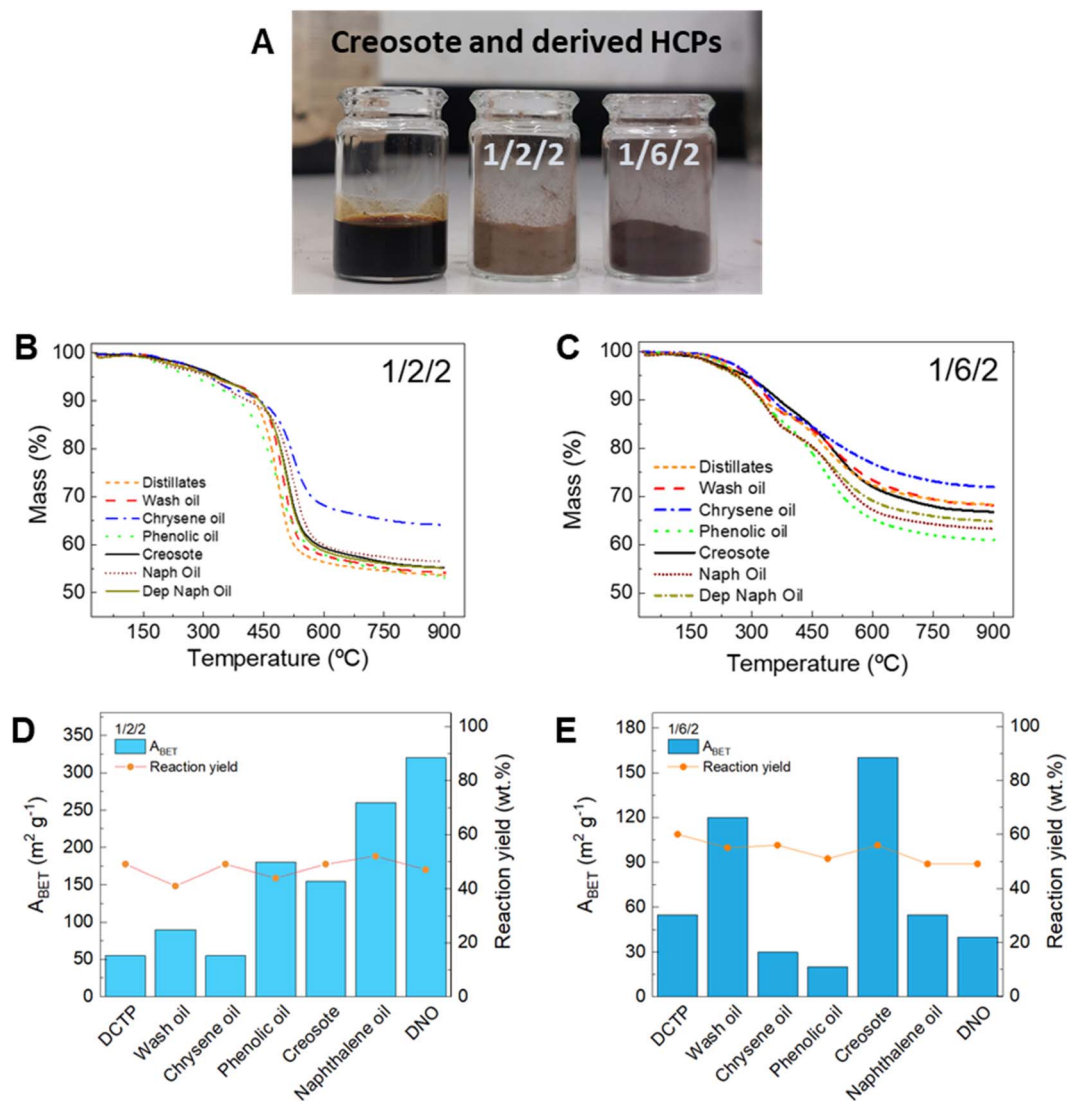 A
Creosote and derived HCPs
1/2/2
1/6/2
B
1/2/2
Mass (%)
100
90
80
70
60
50
Distillates
Wash oil
Chrysene oil
Phenolic oil
Creosote
Naph Oil
Dep Naph Oil
150 300 450 600 750 900
Temperature (ºC)
C
1/6/2
Mass (%)
100
90
80
70
60
50
Distillates
Wash oil
Chrysene oil
Phenolic oil
Creosote
Naph Oil
Dep Naph Oil
150 300 450 600 750 900
Temperature (ºC)
D
1/2/2
A_BET
Reaction yield
A_BET (m² g⁻¹)
350
300
250
200
150
100
50
0
Reaction yield (wt.%)
100
80
60
40
20
0
DCTP
Wash oil
Chrysene oil
Phenolic oil
Creosote
Naphthalene oil
DNO
E
1/6/2
A_BET
Reaction yield
A_BET (m² g⁻¹)
180
150
120
90
60
30
0
Reaction yield (wt.%)
100
80
60
40
20
0
DCTP
Wash oil
Chrysene oil
Phenolic oil
Creosote
Naphthalene oil
DNO